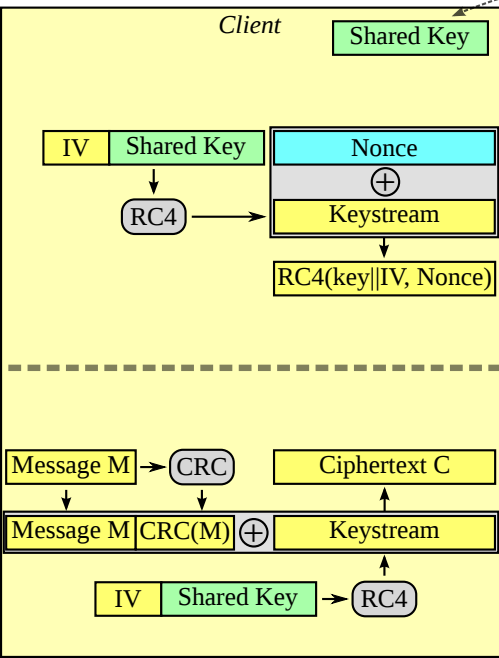 Client
Shared Key
IV Shared Key Nonce
⊕
RC4 Keystream
RC4(key||IV, Nonce)
Message M CRC Ciphertext C
Message M CRC(M) ⊕ Keystream
IV Shared Key RC4